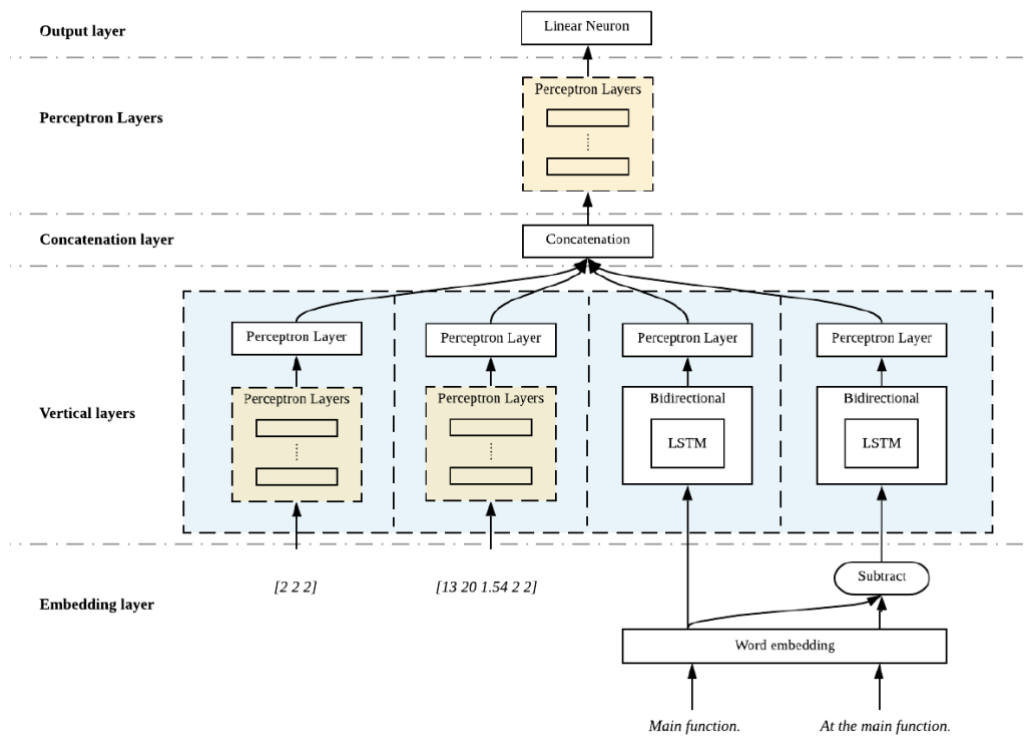 Output layer
Linear Neuron
Perceptron Layers
Perceptron Layers
Concatenation layer
Concatenation
Vertical layers
Perceptron Layer
Perceptron Layer
Perceptron Layer
Perceptron Layer
Perceptron Layers
Perceptron Layers
Bidirectional
Bidirectional
LSTM
LSTM
Embedding layer
[2 2 2]
[13 20 1.54 2 2]
Subtract
Word embedding
Main function.
At the main function.